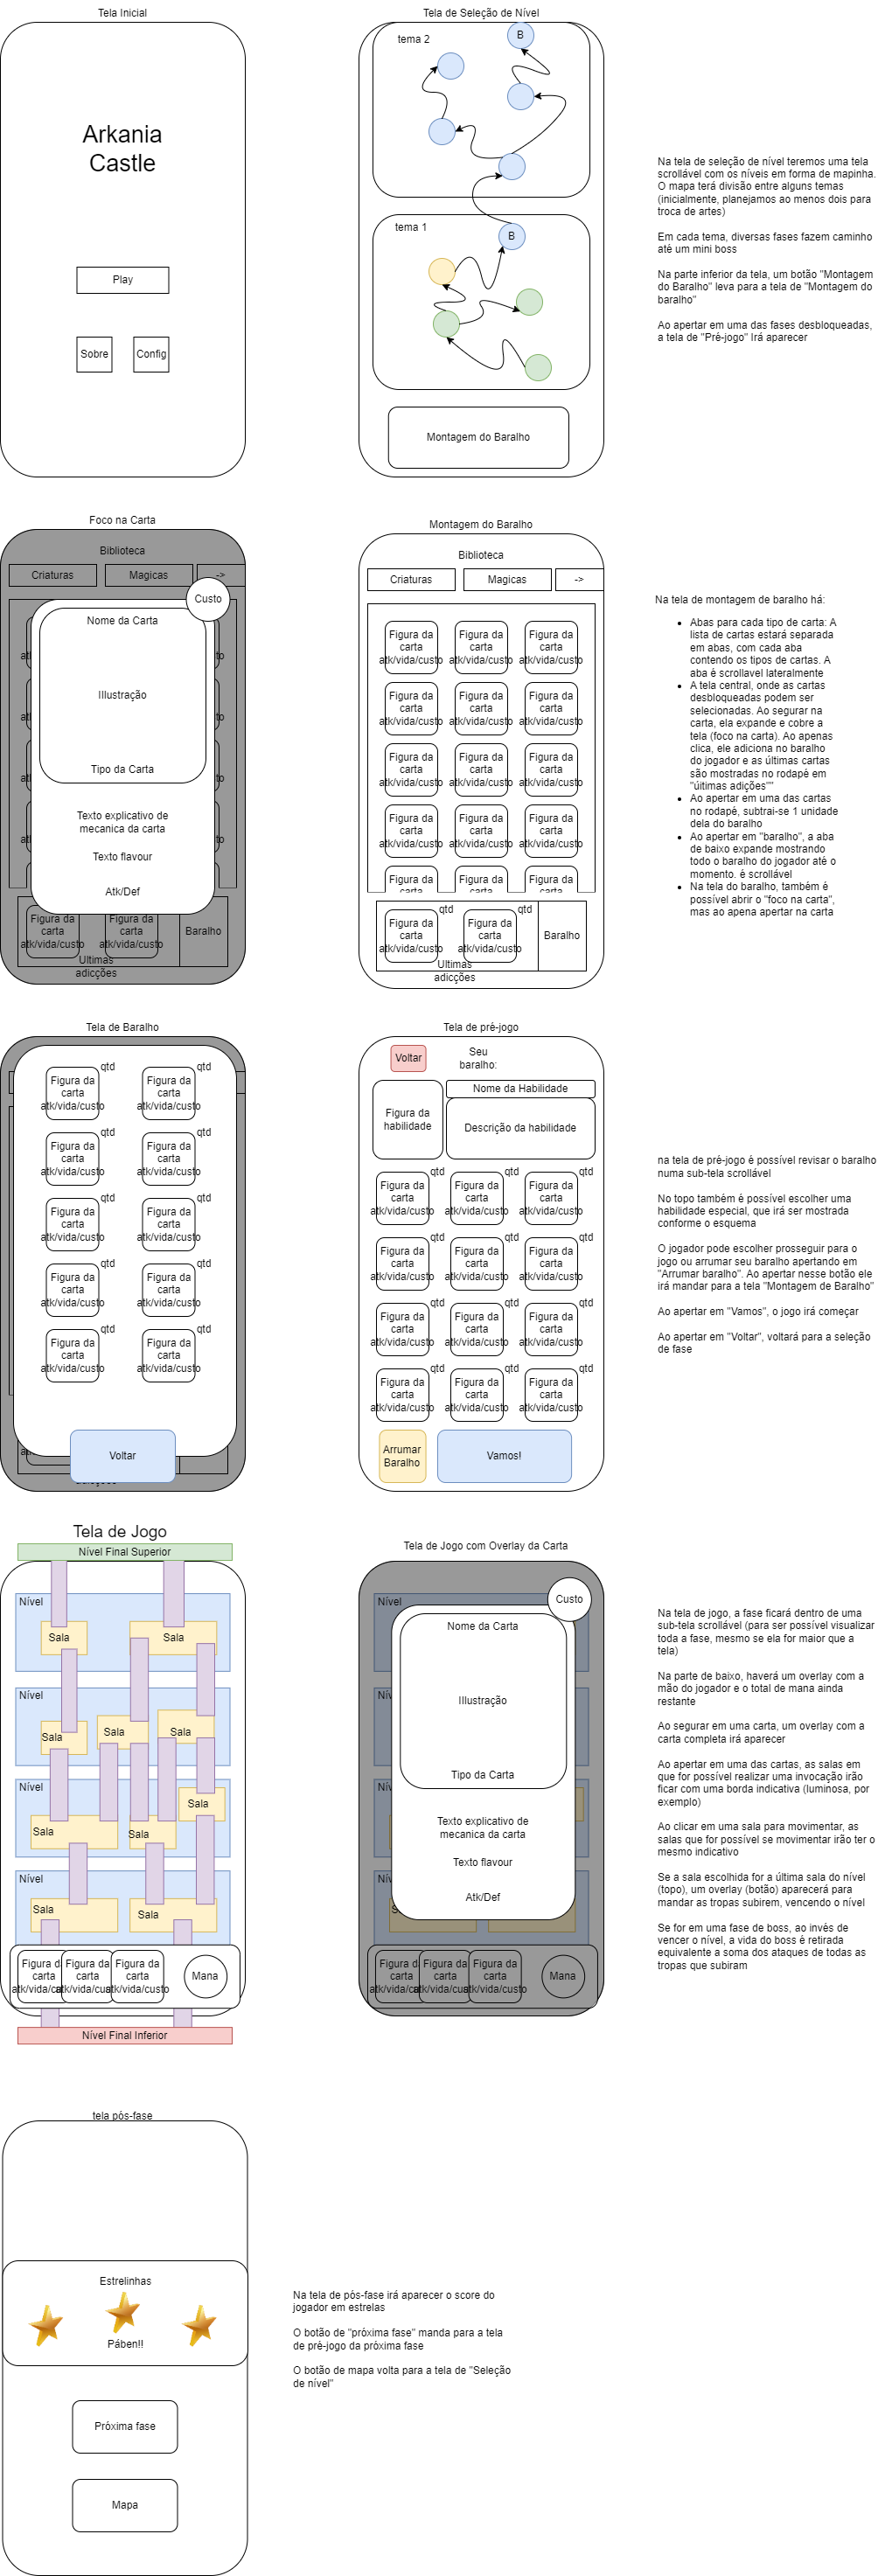 Tela Inicial
Arkania
Castle
Play
Sobre
Config
Tela de Seleção de Nível
tema 2
B
tema 1
B
Montagem do Baralho
Na tela de seleção de nível teremos uma tela
scrollável com os níveis em forma de mapinha.
O mapa terá divisão entre alguns temas
(inicialmente, planejamos ao menos dois para
troca de artes)
Em cada tema, diversas fases fazem caminho
até um mini boss
Na parte inferior da tela, um botão "Montagem
do Baralho" leva para a tela de "Montagem do
baralho"
Ao apertar em uma das fases desbloqueadas,
a tela de "Pré-jogo" Irá aparecer
Foco na Carta
Biblioteca
Criaturas
Magicas
->
Custo
Nome da Carta
Illustração
Tipo da Carta
Texto explicativo de
mecanica da carta
Texto flavour
Atk/Def
Figura da
carta
atk/vida/custo
Figura da
carta
atk/vida/custo
Baralho
Ultimas
adicções
Montagem do Baralho
Biblioteca
Criaturas
Magicas
->
Figura da
carta
atk/vida/custo
Figura da
carta
atk/vida/custo
Figura da
carta
atk/vida/custo
Figura da
carta
atk/vida/custo
Figura da
carta
atk/vida/custo
Figura da
carta
atk/vida/custo
Figura da
carta
atk/vida/custo
Figura da
carta
atk/vida/custo
Figura da
carta
atk/vida/custo
Figura da
carta
atk/vida/custo
Figura da
carta
atk/vida/custo
Figura da
carta
atk/vida/custo
Figura da
carta
Figura da
carta
Figura da
carta
qtd
Figura da
carta
atk/vida/custo
qtd
Figura da
carta
atk/vida/custo
Baralho
Ultimas
adicções
Na tela de montagem de baralho há:
• Abas para cada tipo de carta: A
lista de cartas estará separada
em abas, com cada aba
contendo os tipos de cartas. A
aba é scrollavel lateralmente
• A tela central, onde as cartas
desbloqueadas podem ser
selecionadas. Ao segurar na
carta, ela expande e cobre a
tela (foco na carta). Ao apenas
clica, ele adiciona no baralho
do jogador e as últimas cartas
são mostradas no rodapé em
"úitimas adições""
• Ao apertar em uma das cartas
no rodapé, subtrai-se 1 unidade
dela do baralho
• Ao apertar em "baralho", a aba
de baixo expande mostrando
todo o baralho do jogador até o
momento. é scrollável
• Na tela do baralho, também é
possível abrir o "foco na carta",
mas ao apena apertar na carta
Tela de Baralho
qtd
Figura da
carta
atk/vida/custo
qtd
Figura da
carta
atk/vida/custo
qtd
Figura da
carta
atk/vida/custo
qtd
Figura da
carta
atk/vida/custo
qtd
Figura da
carta
atk/vida/custo
qtd
Figura da
carta
atk/vida/custo
qtd
Figura da
carta
atk/vida/custo
qtd
Figura da
carta
atk/vida/custo
qtd
Figura da
carta
atk/vida/custo
qtd
Figura da
carta
atk/vida/custo
Voltar
Tela de pré-jogo
Voltar
Seu
baralho:
Figura da
habilidade
Nome da Habilidade
Descrição da habilidade
qtd
Figura da
carta
atk/vida/custo
qtd
Figura da
carta
atk/vida/custo
qtd
Figura da
carta
atk/vida/custo
qtd
Figura da
carta
atk/vida/custo
qtd
Figura da
carta
atk/vida/custo
qtd
Figura da
carta
atk/vida/custo
qtd
Figura da
carta
atk/vida/custo
qtd
Figura da
carta
atk/vida/custo
qtd
Figura da
carta
atk/vida/custo
qtd
Figura da
carta
atk/vida/custo
qtd
Figura da
carta
atk/vida/custo
qtd
Figura da
carta
atk/vida/custo
Arrumar
Baralho
Vamos!
na tela de pré-jogo é possível revisar o baralho
numa sub-tela scrollável
No topo também é possível escolher uma
habilidade especial, que irá ser mostrada
conforme o esquema
O jogador pode escolher prosseguir para o
jogo ou arrumar seu baralho apertando em
"Arrumar baralho". Ao apertar nesse botão ele
irá mandar para a tela "Montagem de Baralho"
Ao apertar em "Vamos", o jogo irá começar
Ao apertar em "Voltar", voltará para a seleção
de fase
Tela de Jogo
Nível Final Superior
Nível
Sala
Sala
Nível
Sala
Sala
Sala
Nível
Sala
Sala
Sala
Nível
Sala
Sala
Figura da
carta
Figura da
carta
Figura da
carta
atk/vida/custo
Mana
Nível Final Inferior
Tela de Jogo com Overlay da Carta
Nível
Custo
Nome da Carta
Illustração
Tipo da Carta
Texto explicativo de
mecanica da carta
Texto flavour
Atk/Def
Figura da
carta
Figura da
carta
Figura da
carta
atk/vida/custo
Mana
Na tela de jogo, a fase ficará dentro de uma
sub-tela scrollável (para ser possível visualizar
toda a fase, mesmo se ela for maior que a
tela)
Na parte de baixo, haverá um overlay com a
mão do jogador e o total de mana ainda
restante
Ao segurar em uma carta, um overlay com a
carta completa irá aparecer
Ao apertar em uma das cartas, as salas em
que for possível realizar uma invocação irão
ficar com uma borda indicativa (luminosa, por
exemplo)
Ao clicar em uma sala para movimentar, as
salas que for possível se movimentar irão ter o
mesmo indicativo
Se a sala escolhida for a última sala do nível
(topo), um overlay (botão) aparecerá para
mandar as tropas subirem, vencendo o nível
Se for em uma fase de boss, ao invés de
vencer o nível, a vida do boss é retirada
equivalente a soma dos ataques de todas as
tropas que subiram
tela pós-fase
Estrelinhas
Páben!!
Próxima fase
Mapa
Na tela de pós-fase irá aparecer o score do
jogador em estrelas
O botão de "próxima fase" manda para a tela
de pré-jogo da próxima fase
O botão de mapa volta para a tela de "Seleção
de nível"